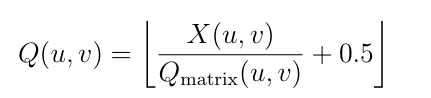 Q(u, v) = ⌊ X(u, v) / Q_matrix(u, v) + 0.5 ⌋